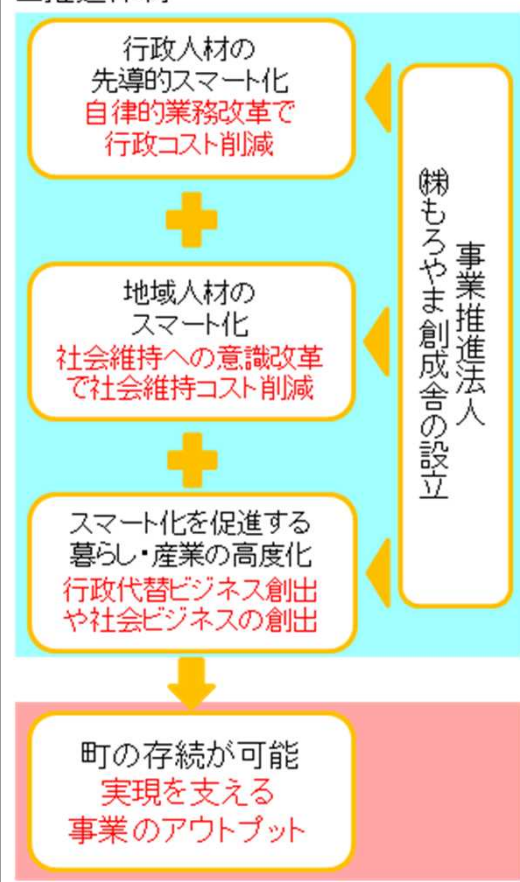 行政人材の
先導的スマート化
自律的業務改革で
行政コスト削減
地域人材の
スマート化
社会維持への意識改革
で社会維持コスト削減
スマート化を促進する
暮らし・産業の高度化
行政代替ビジネス創出
や社会ビジネスの創出
事業推進法人
㈱もろやま創成舎の設立
町の存続が可能
実現を支える
事業のアウトプット